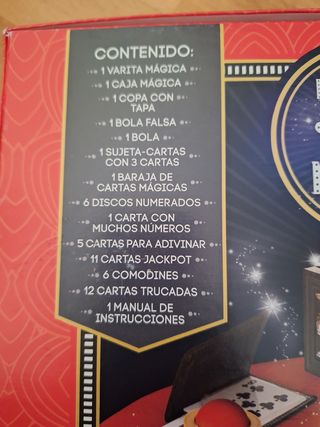 CONTENIDO:
1 VARITA MÁGICA
1 CAJA MÁGICA
1 COPA CON
TAPA
1 BOLA FALSA
1 BOLA
1 SUJETA-CARTAS
CON 3 CARTAS
1 BARAJA DE
CARTAS MÁGICAS
6 DISCOS NUMERADOS
1 CARTA CON
MUCHOS NÚMEROS
5 CARTAS PARA ADIVINAR
11 CARTAS JACKPOT
6 COMODINES
12 CARTAS TRUCADAS
1 MANUAL DE
INSTRUCCIONES